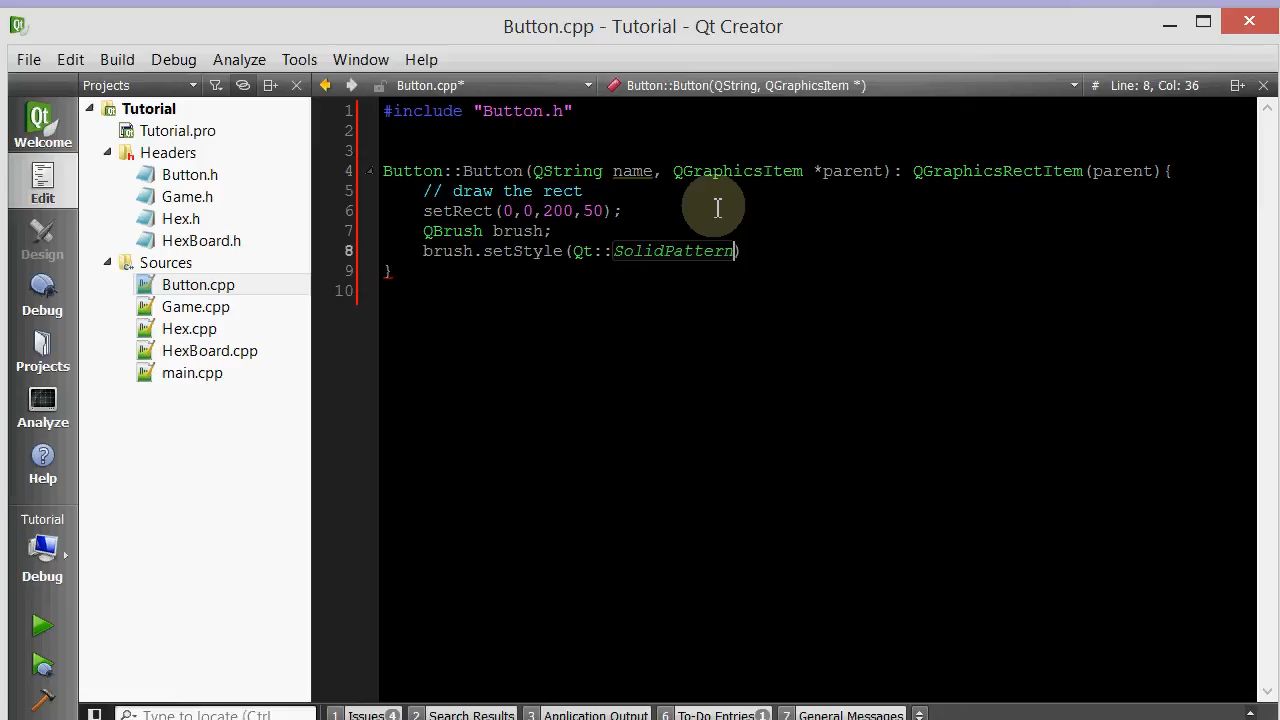 Button.cpp - Tutorial - Qt Creator
File Edit Build Debug Analyze Tools Window Help
Projects Button.cpp* Button::Button(QString, QGraphicsItem *) # Line: 8, Col: 36
Welcome
Edit
Design
Debug
Projects
Analyze
Help
Tutorial
Debug
Tutorial
Tutorial.pro
Headers
Button.h
Game.h
Hex.h
HexBoard.h
Sources
Button.cpp
Game.cpp
Hex.cpp
HexBoard.cpp
main.cpp
1 #include "Button.h"
2
3
4 Button::Button(QString name, QGraphicsItem *parent): QGraphicsRectItem(parent){
5 // draw the rect
6 setRect(0,0,200,50);
7 QBrush brush;
8 brush.setStyle(Qt::SolidPattern)
9 }
10
Type to locate (Ctrl 1 Issues 4 2 Search Results 3 Application Output 6 To-Do Entries 1 7 General Messages